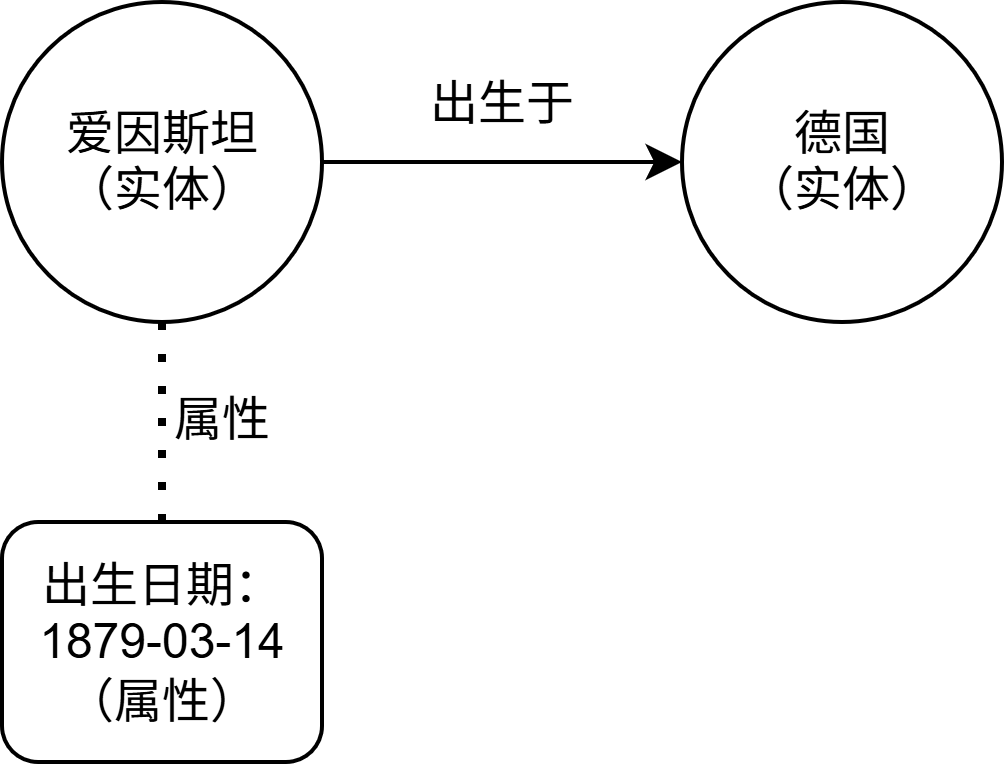 爱因斯坦
（实体）
出生于
德国
（实体）
属性
出生日期：
1879-03-14
（属性）